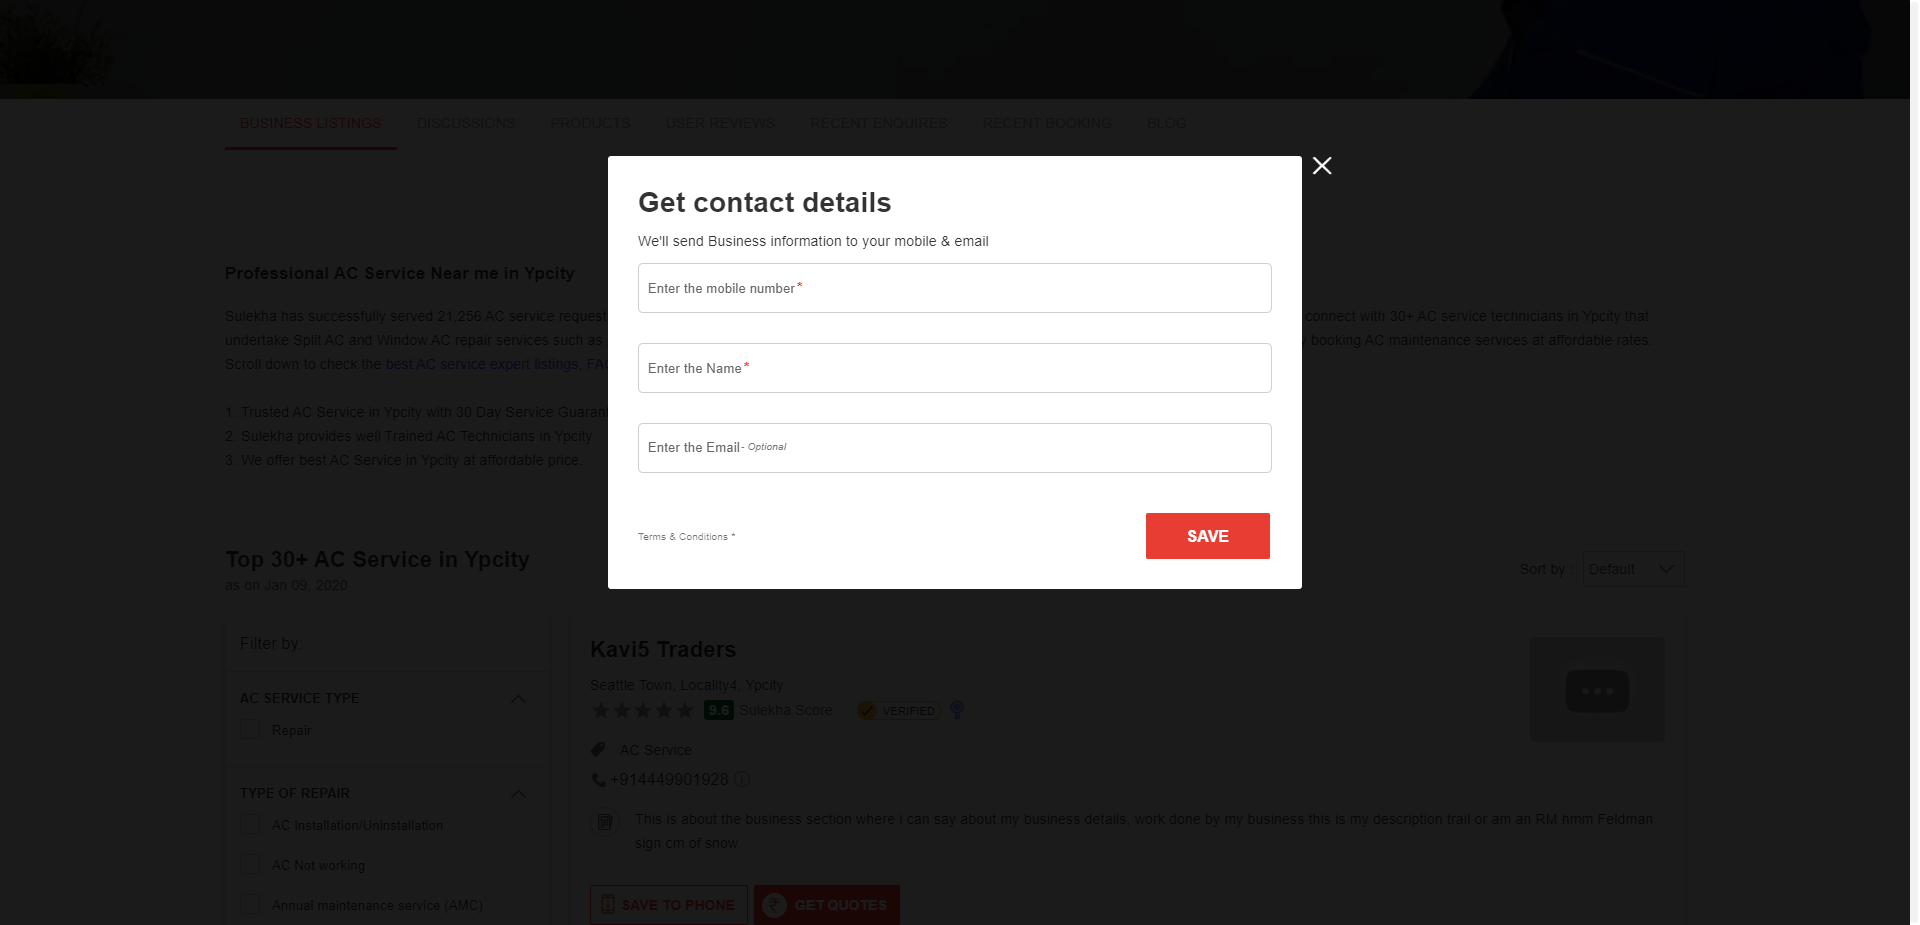 BUSINESS LISTINGS DISCUSSIONS PRODUCTS USER REVIEWS RECENT ENQUIRES RECENT BOOKING BLOG
Get contact details
We'll send Business information to your mobile & email
Enter the mobile number*
Enter the Name*
Enter the Email- Optional
Terms & Conditions *
SAVE
Professional AC Service Near me in Ypcity
Sulekha has successfully served 21,256 AC service request connect with 30+ AC service technicians in Ypcity that
undertake Split AC and Window AC repair services such as booking AC maintenance services at affordable rates.
Scroll down to check the best AC service expert listings,
1. Trusted AC Service in Ypcity with 30 Day Service
2. Sulekha provides well Trained AC Technicians in Ypcity
3. We offer best AC Service in Ypcity at affordable price.
Top 30+ AC Service in Ypcity
as on Jan 09, 2020
Sort by : Default
Filter by:
AC SERVICE TYPE
Repair
TYPE OF REPAIR
AC Installation/Uninstallation
AC Not working
Annual maintenance service (AMC)
Kavi5 Traders
Seattle Town, Locality4, Ypcity
9.6 Sulekha Score VERIFIED
AC Service
+914449901928
This is about the business section where i can say about my business details, work done by my business this is my description trail or am an RM hmm Feldman
sign cm of snow
SAVE TO PHONE
GET QUOTES